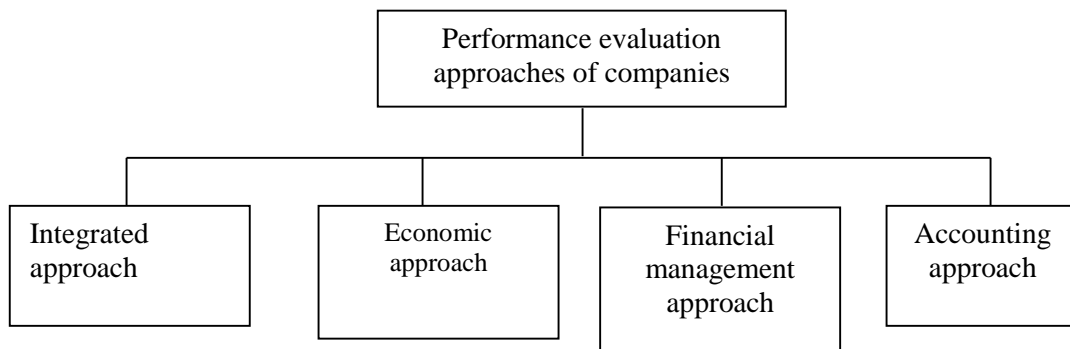 Performance evaluation
approaches of companies
Integrated
approach
Economic
approach
Financial
management
approach
Accounting
approach